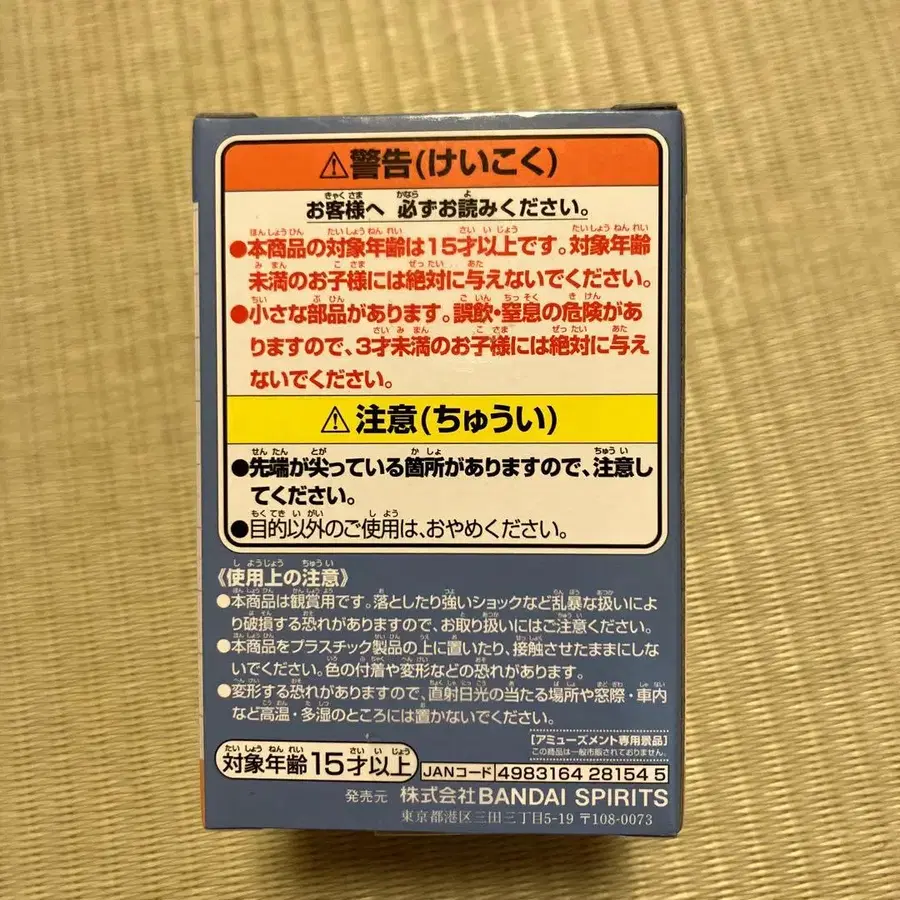 ⚠警告(けいこく)
お客様へ 必ずお読みください。
●本商品の対象年齢は15才以上です。対象年齢
未満のお子様には絶対に与えないでください。
●小さな部品があります。誤飲・窒息の危険があ
りますので、3才未満のお子様には絶対に与え
ないでください。
⚠注意(ちゅうい)
●先端が尖っている箇所がありますので、注意し
てください。
●目的以外のご使用は、おやめください。
《使用上の注意》
●本商品は観賞用です。落としたり強いショックなど乱暴な扱いによ
り破損する恐れがありますので、お取り扱いにはご注意ください。
●本商品をプラスチック製品の上に置いたり、接触させたままにしな
いでください。色の付着や変形などの恐れがあります。
●変形する恐れがありますので、直射日光の当たる場所や窓際・車内
など高温・多湿のところには置かないでください。
[アミューズメント専用景品]
この商品は一般市販されておりません。
対象年齢15才以上
JANコード 4983164 28154 5
発売元 株式会社BANDAI SPIRITS
東京都港区三田三丁目5-19 〒108-0073